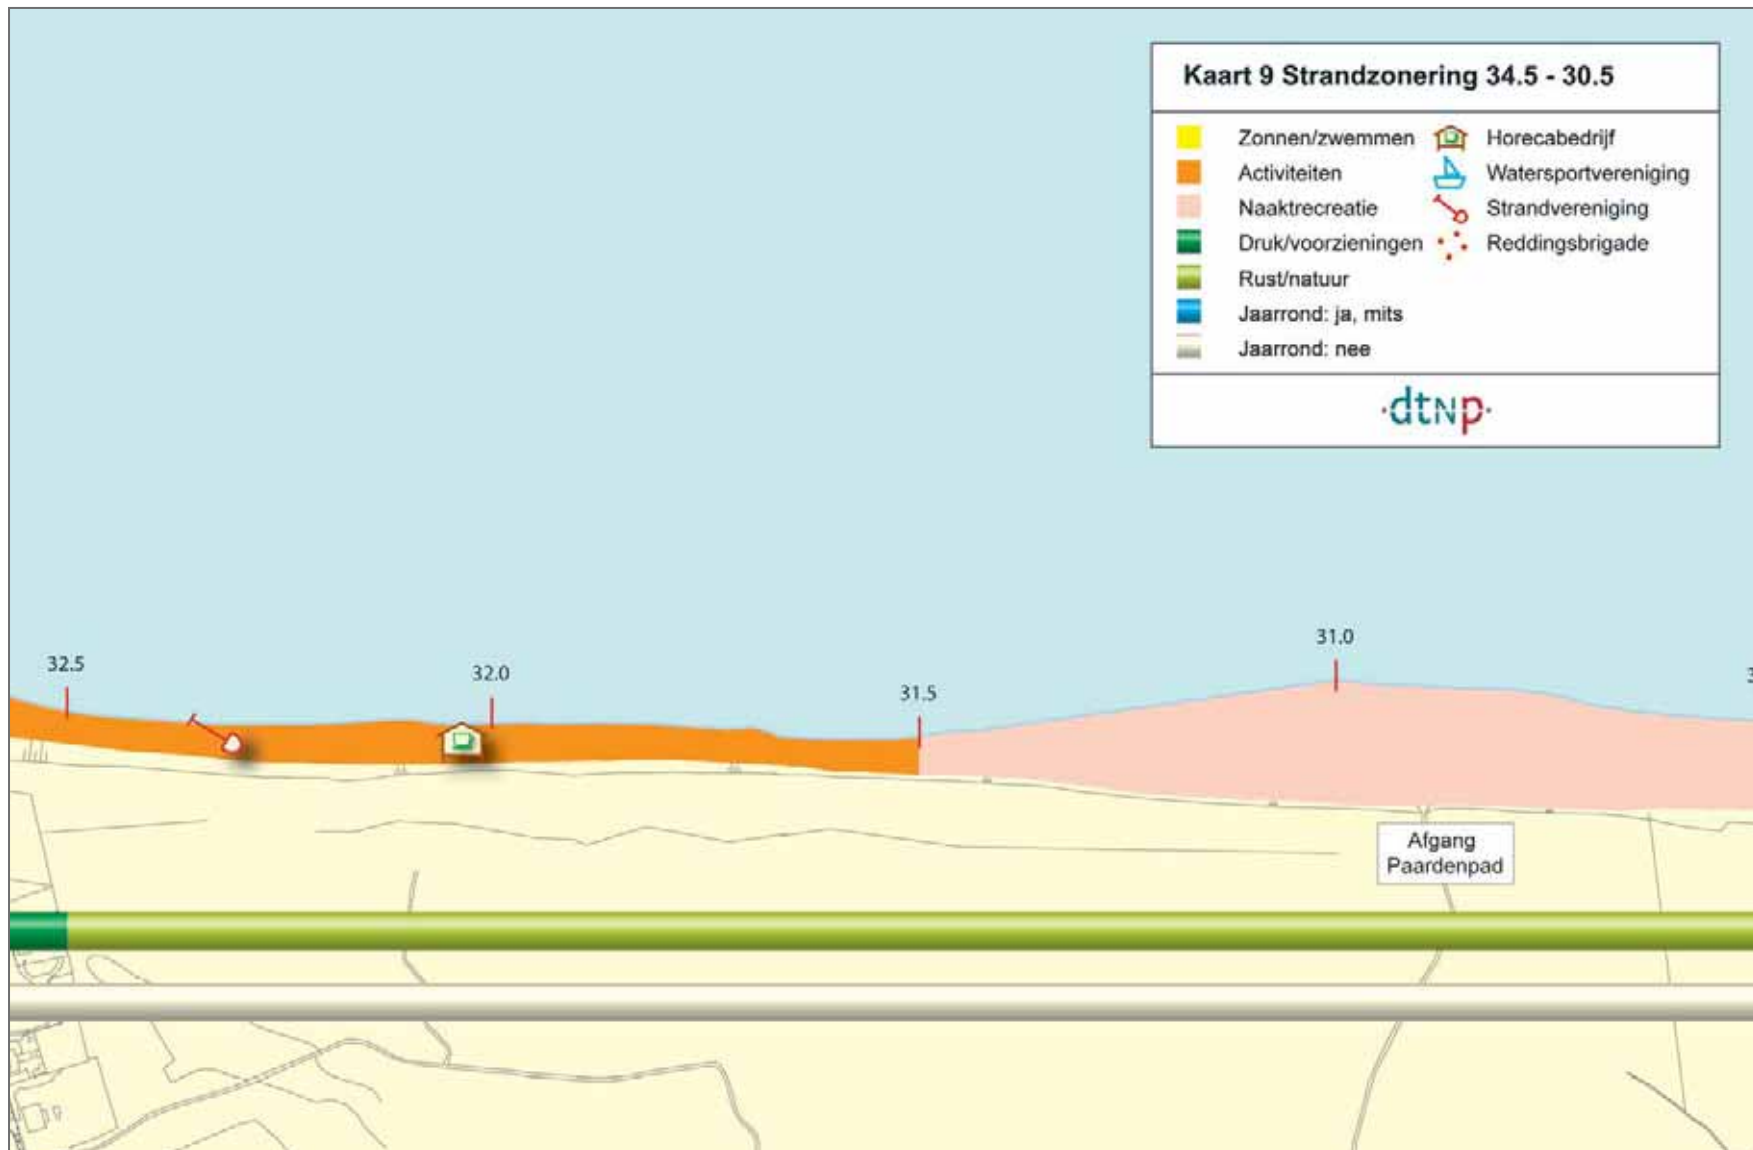 Kaart 9 Strandzonering 34.5 - 30.5
Zonnen/zwemmen
Horecabedrijf
Activiteiten
Watersportvereniging
Naaktrecreatie
Strandvereniging
Druk/voorzieningen
Reddingsbrigade
Rust/natuur
Jaarrond: ja, mits
Jaarrond: nee
·dtNp·
31.0
32.5
32.0
31.5
Afgang
Paardenpad